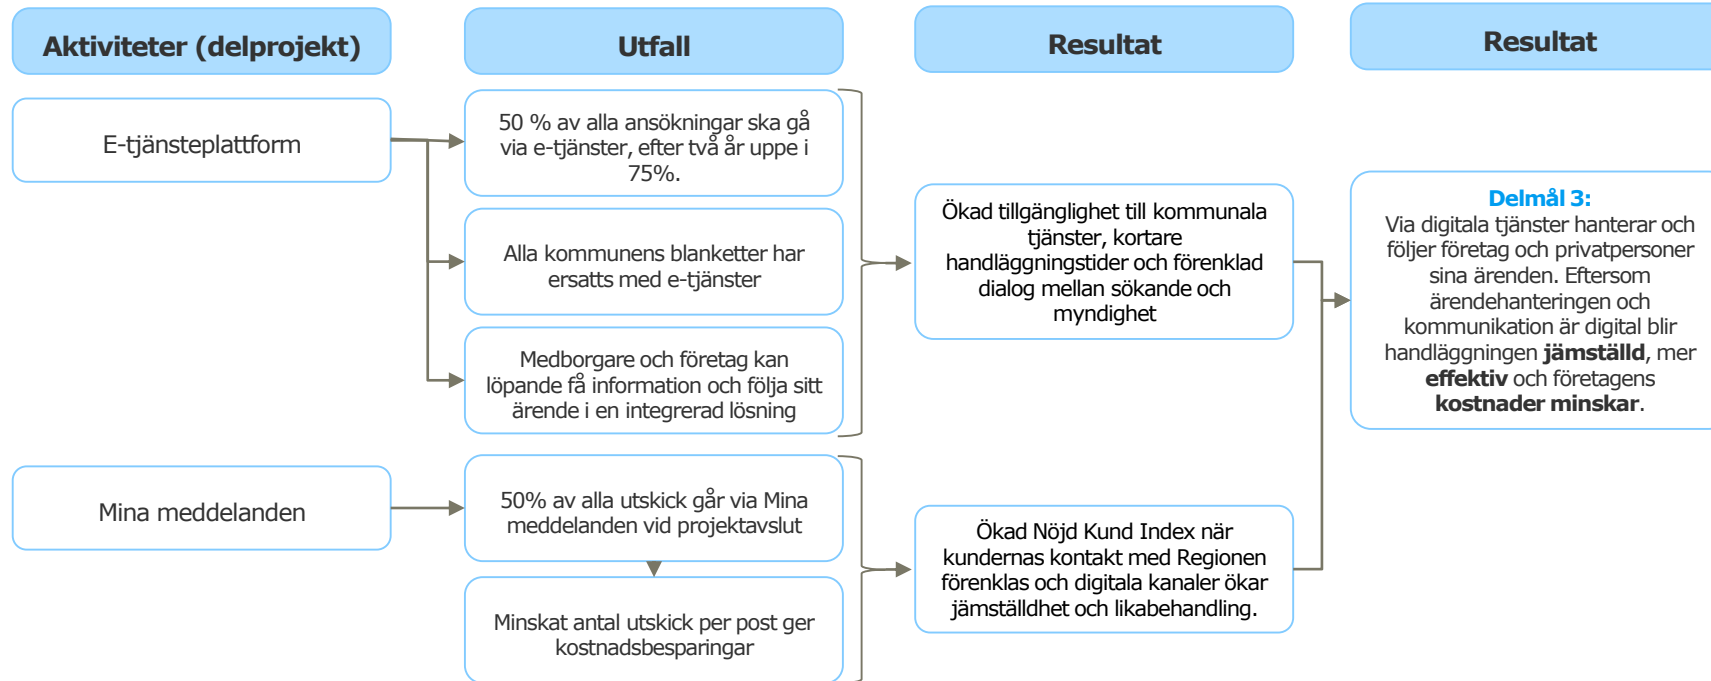 Aktiviteter (delprojekt)
Utfall
Resultat
Resultat
E-tjänsteplattform
50 % av alla ansökningar ska gå
via e-tjänster, efter två år uppe i
75%.
Alla kommunens blanketter har
ersatts med e-tjänster
Medborgare och företag kan
löpande få information och följa sitt
ärende i en integrerad lösning
Ökad tillgänglighet till kommunala
tjänster, kortare
handläggningstider och förenklad
dialog mellan sökande och
myndighet
Delmål 3:
Via digitala tjänster hanterar och
följer företag och privatpersoner
sina ärenden. Eftersom
ärendehanteringen och
kommunikation är digital blir
handläggningen jämställd, mer
effektiv och företagens
kostnader minskar.
Mina meddelanden
50% av alla utskick går via Mina
meddelanden vid projektavslut
Minskat antal utskick per post ger
kostnadsbesparingar
Ökad Nöjd Kund Index när
kundernas kontakt med Regionen
förenklas och digitala kanaler ökar
jämställdhet och likabehandling.